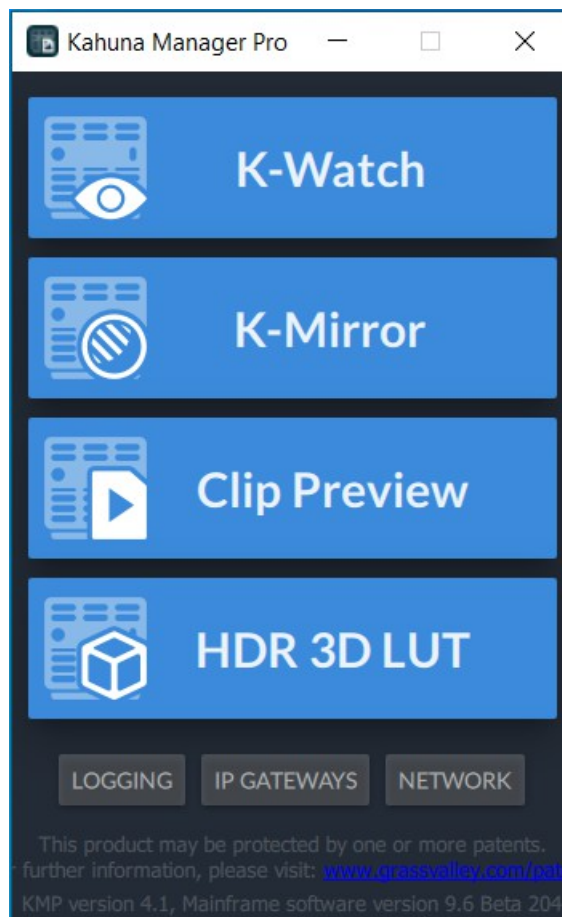 Kahuna Manager Pro
K-Watch
K-Mirror
Clip Preview
HDR 3D LUT
LOGGING
IP GATEWAYS
NETWORK
This product may be protected by one or more patents.
further information, please visit: www.grassvalley.com/pat
KMP version 4.1, Mainframe software version 9.6 Beta 204